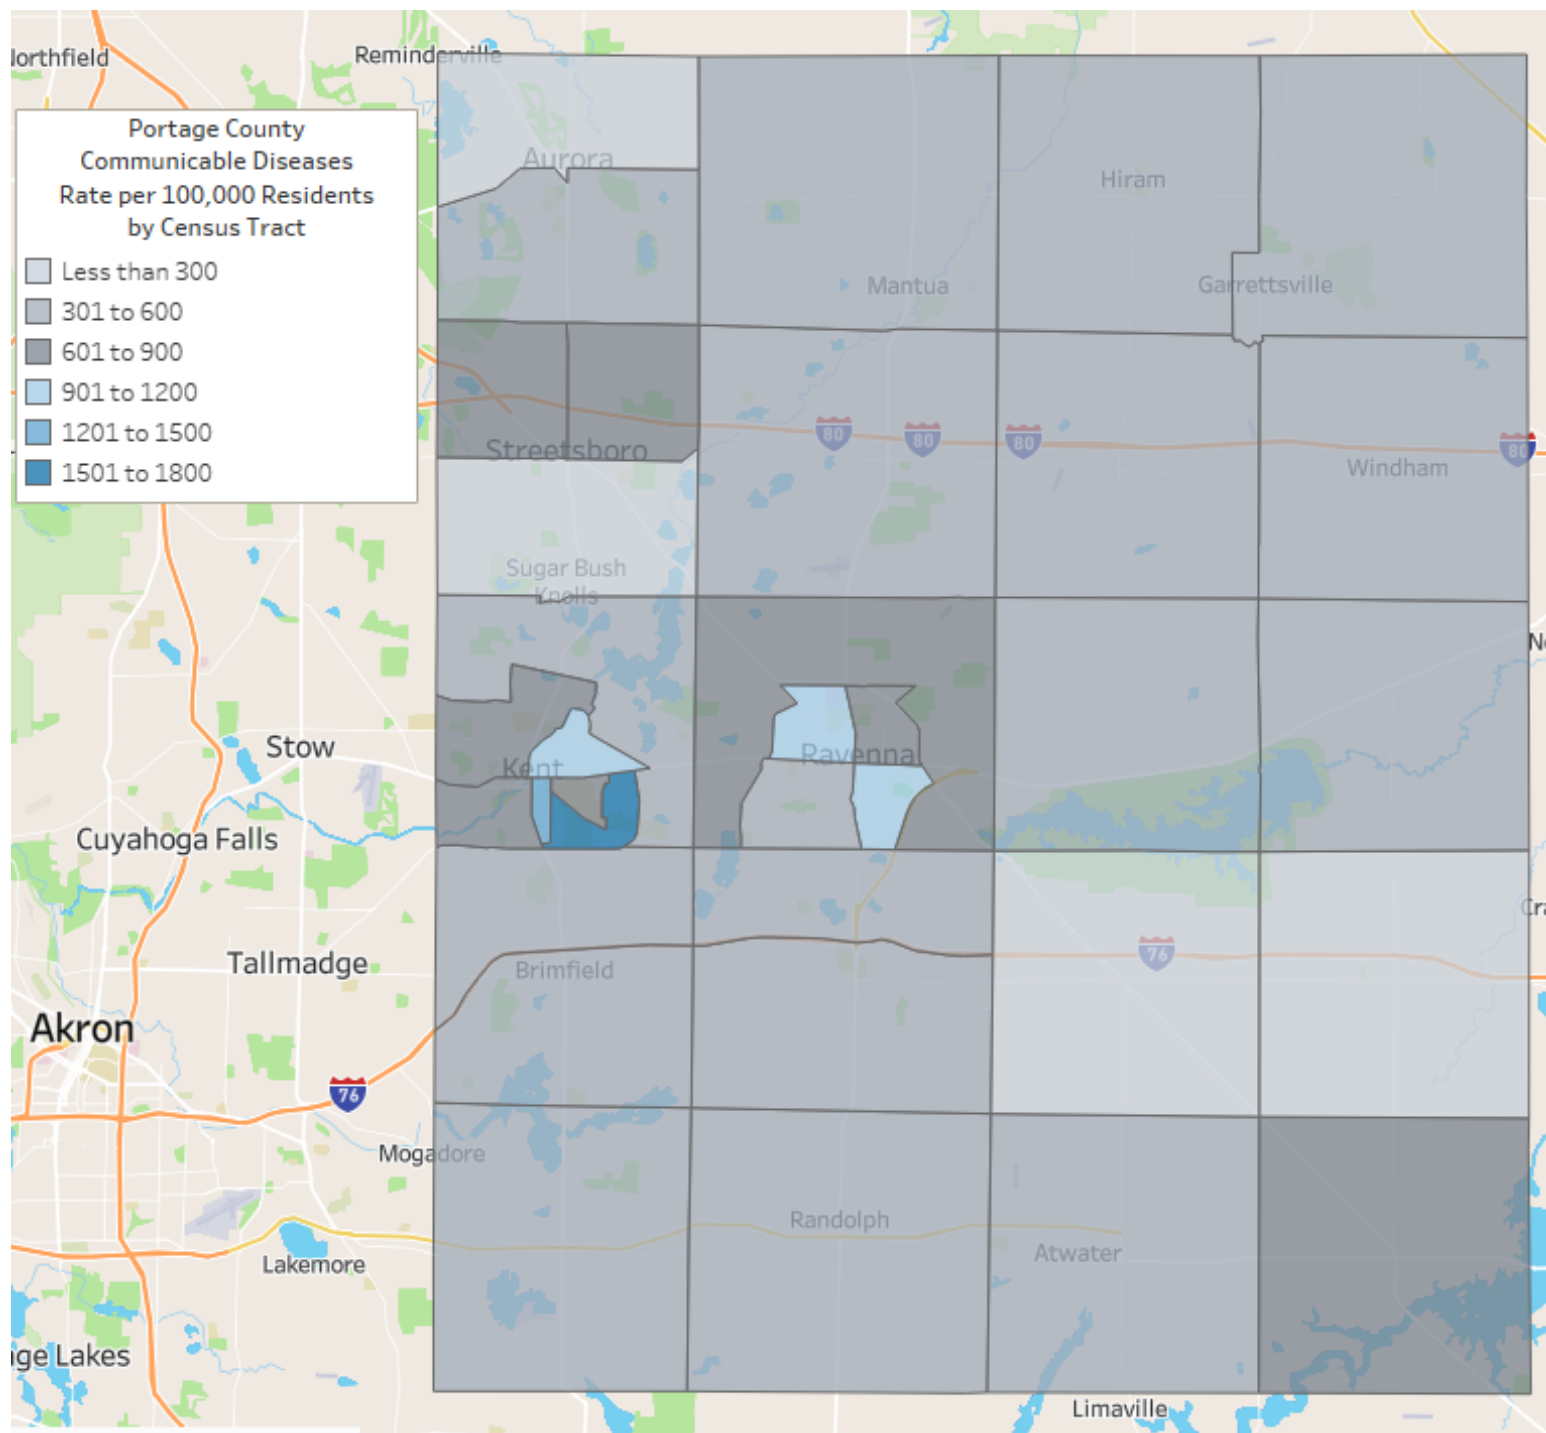 Reminderville
Portage County
Communicable Diseases
Rate per 100,000 Residents
by Census Tract
Less than 300
301 to 600
601 to 900
901 to 1200
1201 to 1500
1501 to 1800
Aurora
Hiram
Mantua
Garrettsville
80
80
80
80
Streetsboro
Windham
Sugar Bush
Knolls
Stow
Kent
Ravenna
Cuyahoga Falls
Tallmadge
76
Brimfield
Akron
76
Mogadore
Randolph
Atwater
Lakemore
Lakes
Limaville